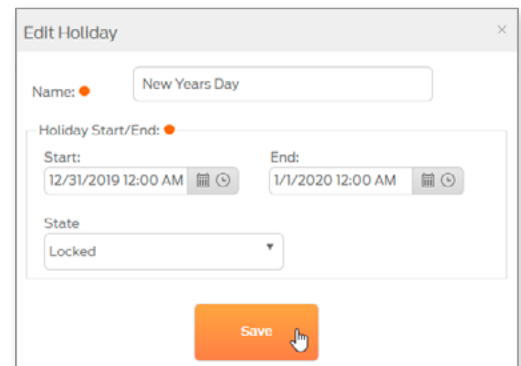 Edit Holiday
Name:
New Years Day
Holiday Start/End:
Start: End:
12/31/2019 12:00 AM 1/1/2020 12:00 AM
State
Locked
Save